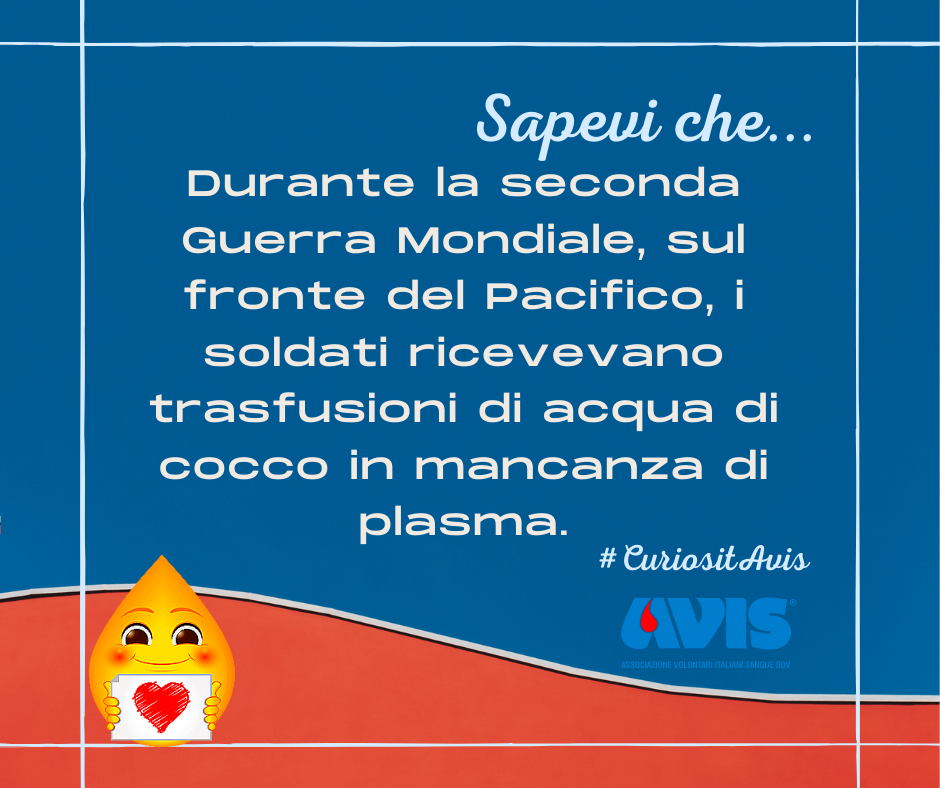 Sapevi che...
Durante la seconda
Guerra Mondiale, sul
fronte del Pacifico, i
soldati ricevevano
trasfusioni di acqua di
cocco in mancanza di
plasma.
#CuriositAvis
AVIS®
ASSOCIAZIONE VOLONTARI ITALIANI SANGUE ODV